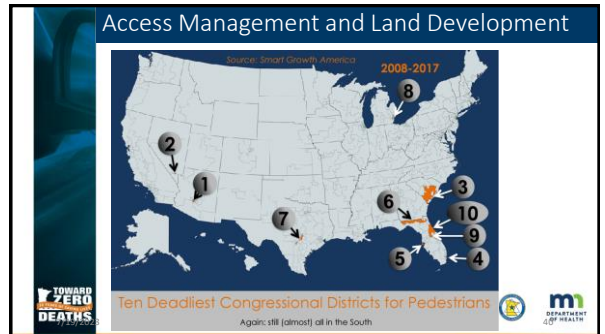 Access Management and Land Development
Source: Smart Growth America
2008-2017
8
2
1
3
6
10
7
9
5
4
Ten Deadliest Congressional Districts for Pedestrians
Again; still (almost) all in the South
TOWARD
ZERO
DEATHS
DEPARTMENT
OF HEALTH